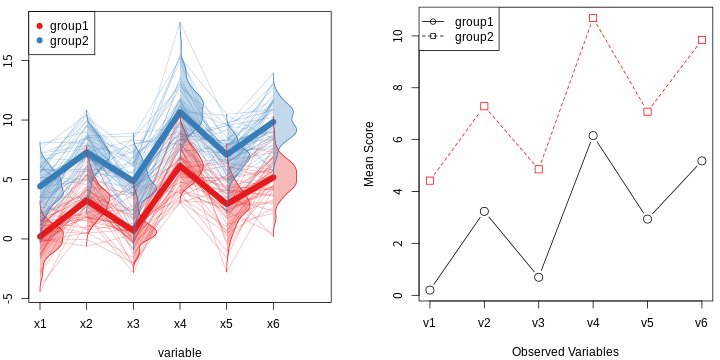 group1
group2
15
10
5
0
-5
x1 x2 x3 x4 x5 x6
variable
group1
group2
10
8
6
4
2
0
Mean Score
v1 v2 v3 v4 v5 v6
Observed Variables